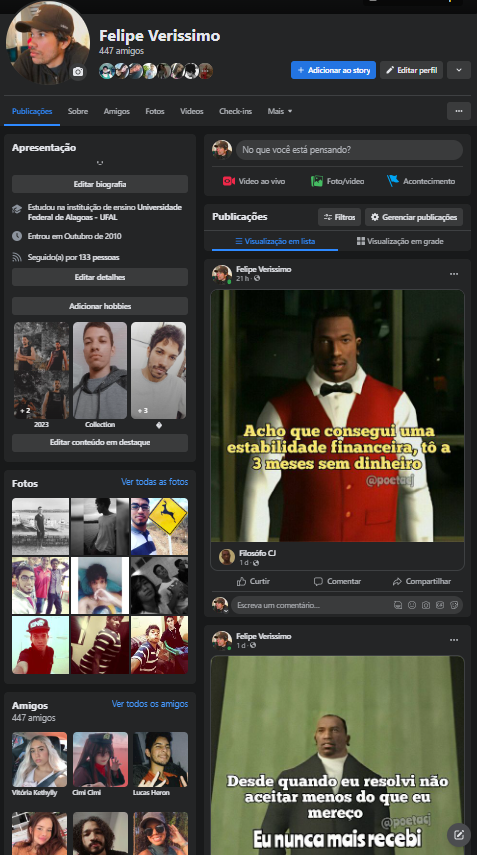 Felipe Verissimo
447 amigos
Adicionar ao story
Editar perfil
Publicações
Sobre
Amigos
Fotos
Vídeos
Check-ins
Mais
Apresentação
Editar biografia
Estudou na instituição de ensino Universidade
Federal de Alagoas - UFAL
Entrou em Outubro de 2010
Seguido(a) por 133 pessoas
Editar detalhes
Adicionar hobbies
+ 2
+ 3
2023
Collection
Editar conteúdo em destaque
Fotos
Ver todas as fotos
Amigos
Ver todos os amigos
447 amigos
Vitória Kethylly
Cimi Cimi
Lucas Heron
No que você está pensando?
Vídeo ao vivo
Foto/vídeo
Acontecimento
Publicações
Filtros
Gerenciar publicações
Visualização em lista
Visualização em grade
Felipe Verissimo
21 h
Acho que consegui uma
estabilidade financeira, tô a
3 meses sem dinheiro
@poetacj
Filosófo CJ
1 d
Curtir
Comentar
Compartilhar
Escreva um comentário...
Felipe Verissimo
1 d
Desde quando eu resolvi não
aceitar menos do que eu
mereço
@poetacj
Eu nunca mais recebi